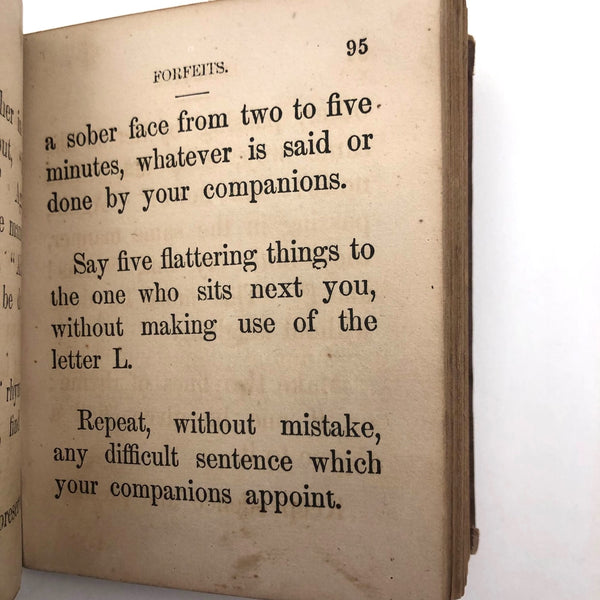 FORFEITS.
95
a sober face from two to five
minutes, whatever is said or
done by your companions.
Say five flattering things to
the one who sits next you,
without making use of the
letter L.
Repeat, without mistake,
any difficult sentence which
your companions appoint.